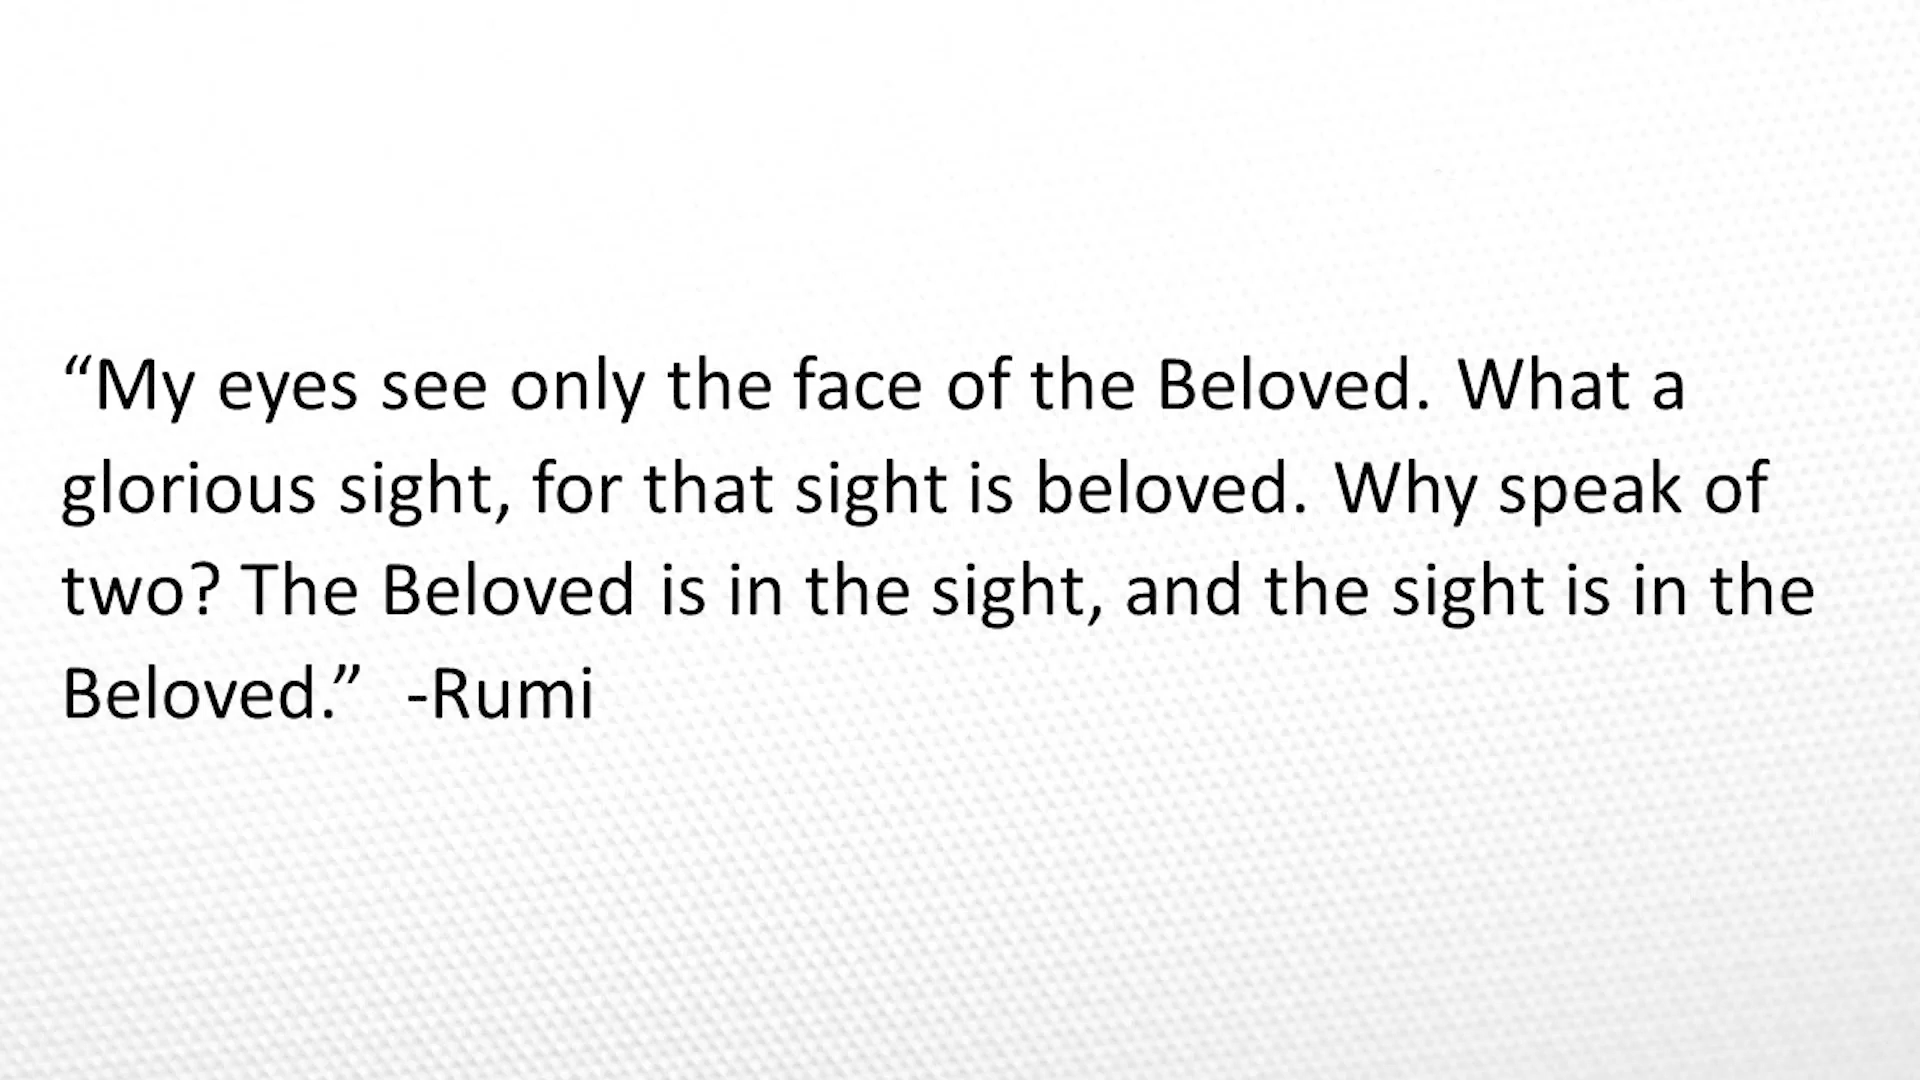 “My eyes see only the face of the Beloved. What a
glorious sight, for that sight is beloved. Why speak of
two? The Beloved is in the sight, and the sight is in the
Beloved.”  -Rumi